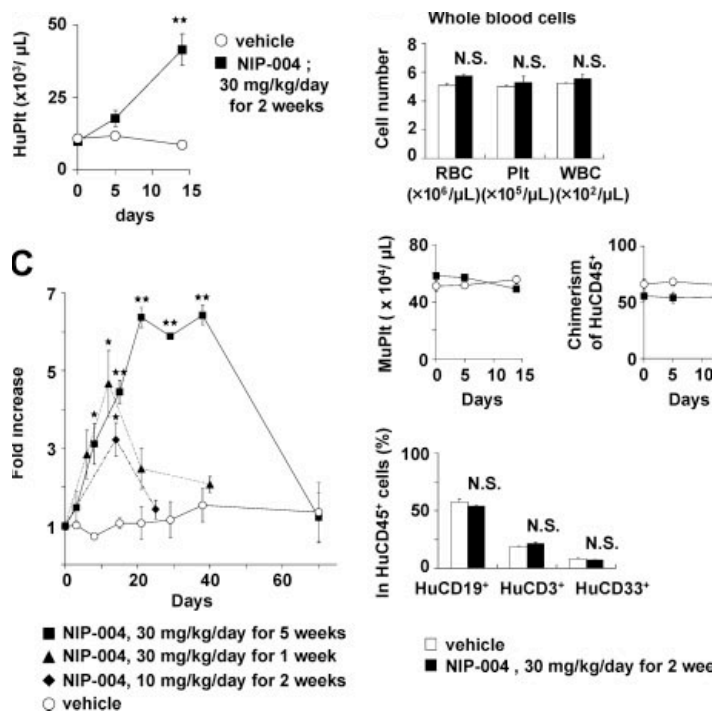 HuPlt (x10³/ μL)
50
25
0
★★
0 5 10 15
days
vehicle
NIP-004 ;
30 mg/kg/day
for 2 weeks
Whole blood cells
Cell number
8
6
4
2
0
N.S. N.S. N.S.
RBC Plt WBC
(×10⁶/μL) (×10⁵/μL) (×10²/μL)
C
Fold increase
7
5
3
1
★ ★ ★★ ★ ★★ ★★ ★★
0 20 40 60
Days
NIP-004, 30 mg/kg/day for 5 weeks
NIP-004, 30 mg/kg/day for 1 week
NIP-004, 10 mg/kg/day for 2 weeks
vehicle
MuPlt ( x 10⁴/ μL)
100
50
0
0 5 10 15
Days
Chimerism
of HuCD45⁺
100
50
0
0 5 10
Days
In HuCD45⁺ cells (%)
100
50
0
N.S.
N.S.
N.S.
HuCD19⁺ HuCD3⁺ HuCD33⁺
vehicle
NIP-004 , 30 mg/kg/day for 2 wee